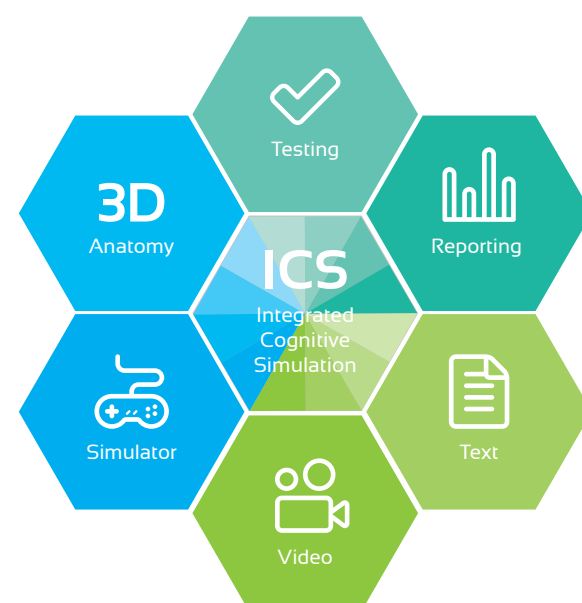 Testing
3D
Anatomy
Reporting
ICS
Integrated
Cognitive
Simulation
Simulator
Text
Video